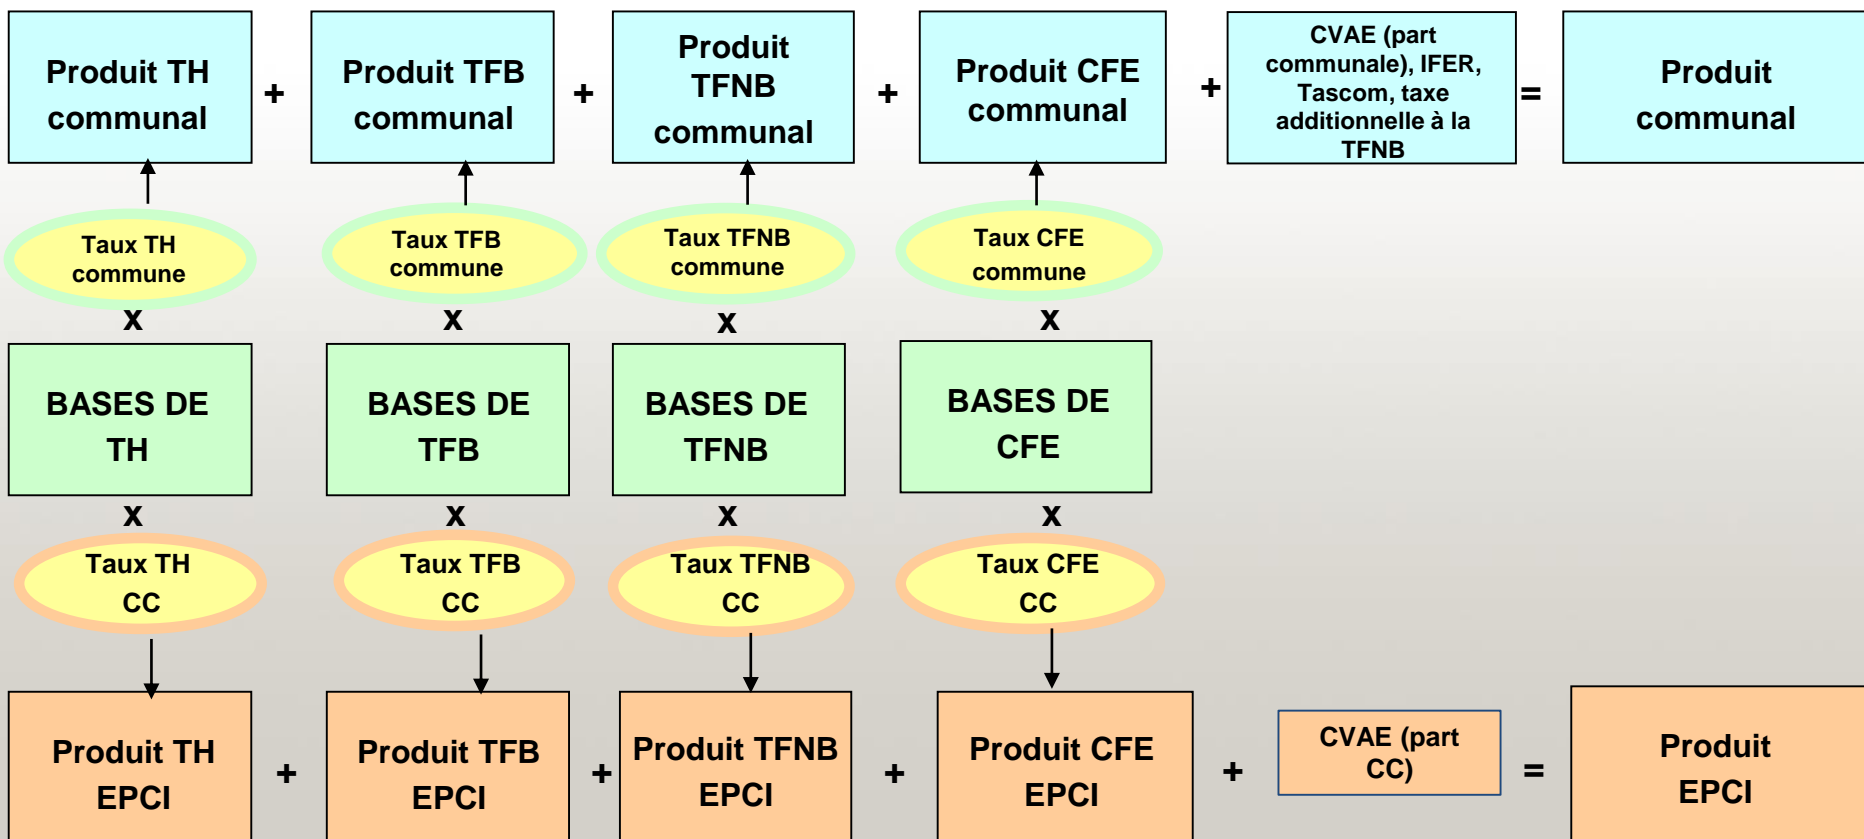 Produit TH
communal
+
Produit TFB
communal
+
Produit
TFNB
communal
+
Produit CFE
communal
+
CVAE (part
communale), IFER,
Tascom, taxe
additionnelle à la
TFNB
=
Produit
communal
Taux TH
commune
Taux TFB
commune
Taux TFNB
commune
Taux CFE
commune
x
x
x
x
BASES DE
TH
BASES DE
TFB
BASES DE
TFNB
BASES DE
CFE
x
x
x
x
Taux TH
CC
Taux TFB
CC
Taux TFNB
CC
Taux CFE
CC
Produit TH
EPCI
+
Produit TFB
EPCI
+
Produit TFNB
EPCI
+
Produit CFE
EPCI
+
CVAE (part
CC)
=
Produit
EPCI